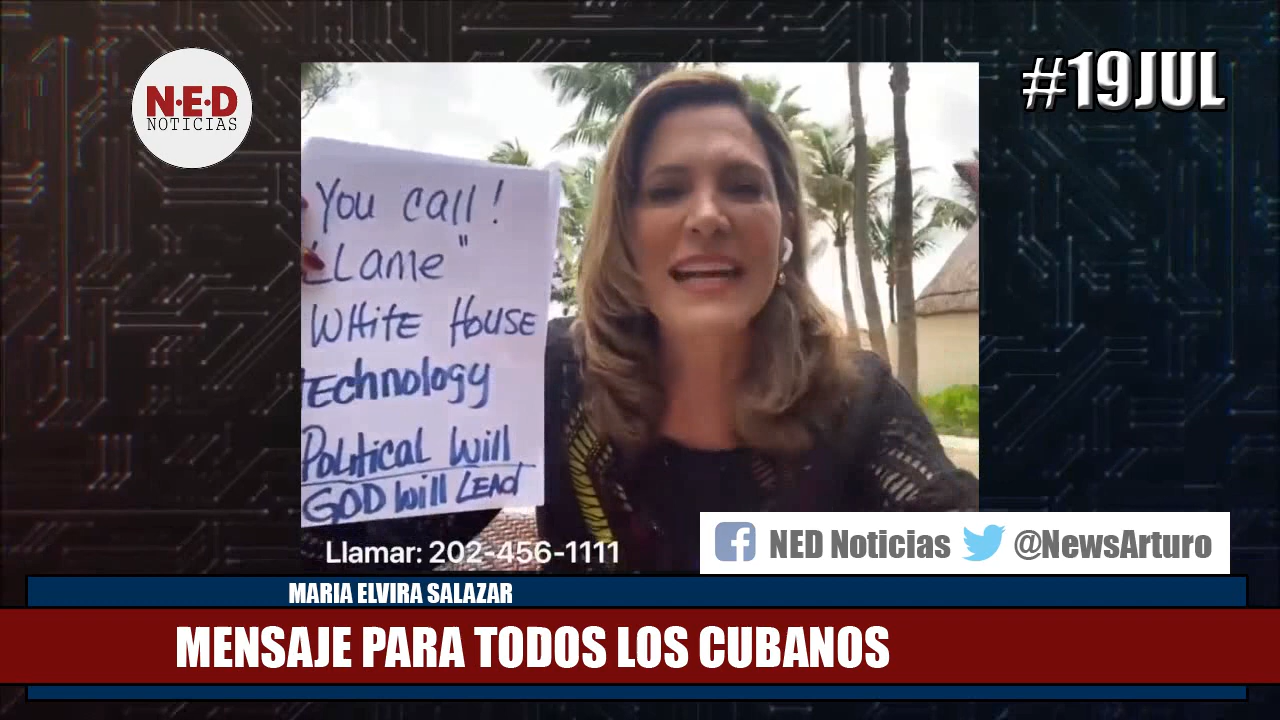 N·E·D
NOTICIAS
#19JUL
You call!
"LLame"
WHitE HOUSE
tEchnology
Political Will
GOD Will LEAd
Llamar: 202-456-1111
NED Noticias @NewsArturo
MARIA ELVIRA SALAZAR
MENSAJE PARA TODOS LOS CUBANOS